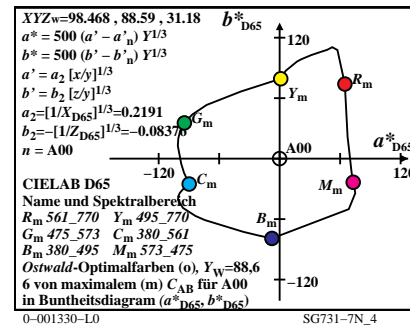 XYZw=98.468, 88.59, 31.18
b*D65
a* = 500 (a' – a'n) Y1/3
b* = 500 (b' – b'n) Y1/3
a' = a2 [x/y]1/3
b' = b2 [z/y]1/3
a2=[1/XD65]1/3=0.2191
b2=–[1/ZD65]1/3=–0.08376
n = A00
120
Rm
Ym
Gm
A00
a*D65
–120
120
CIELAB D65
Cm
Mm
Name und Spektralbereich
Rm 561_770 Ym 495_770
Gm 475_573 Cm 380_561
Bm 380_495 Mm 573_475
Bm
Ostwald-Optimalfarben (o), YW=88,6
6 von maximalem (m) CAB für A00
–120
in Buntheitsdiagram (a*D65, b*D65)
0–001330–L0
SG731–7N_4